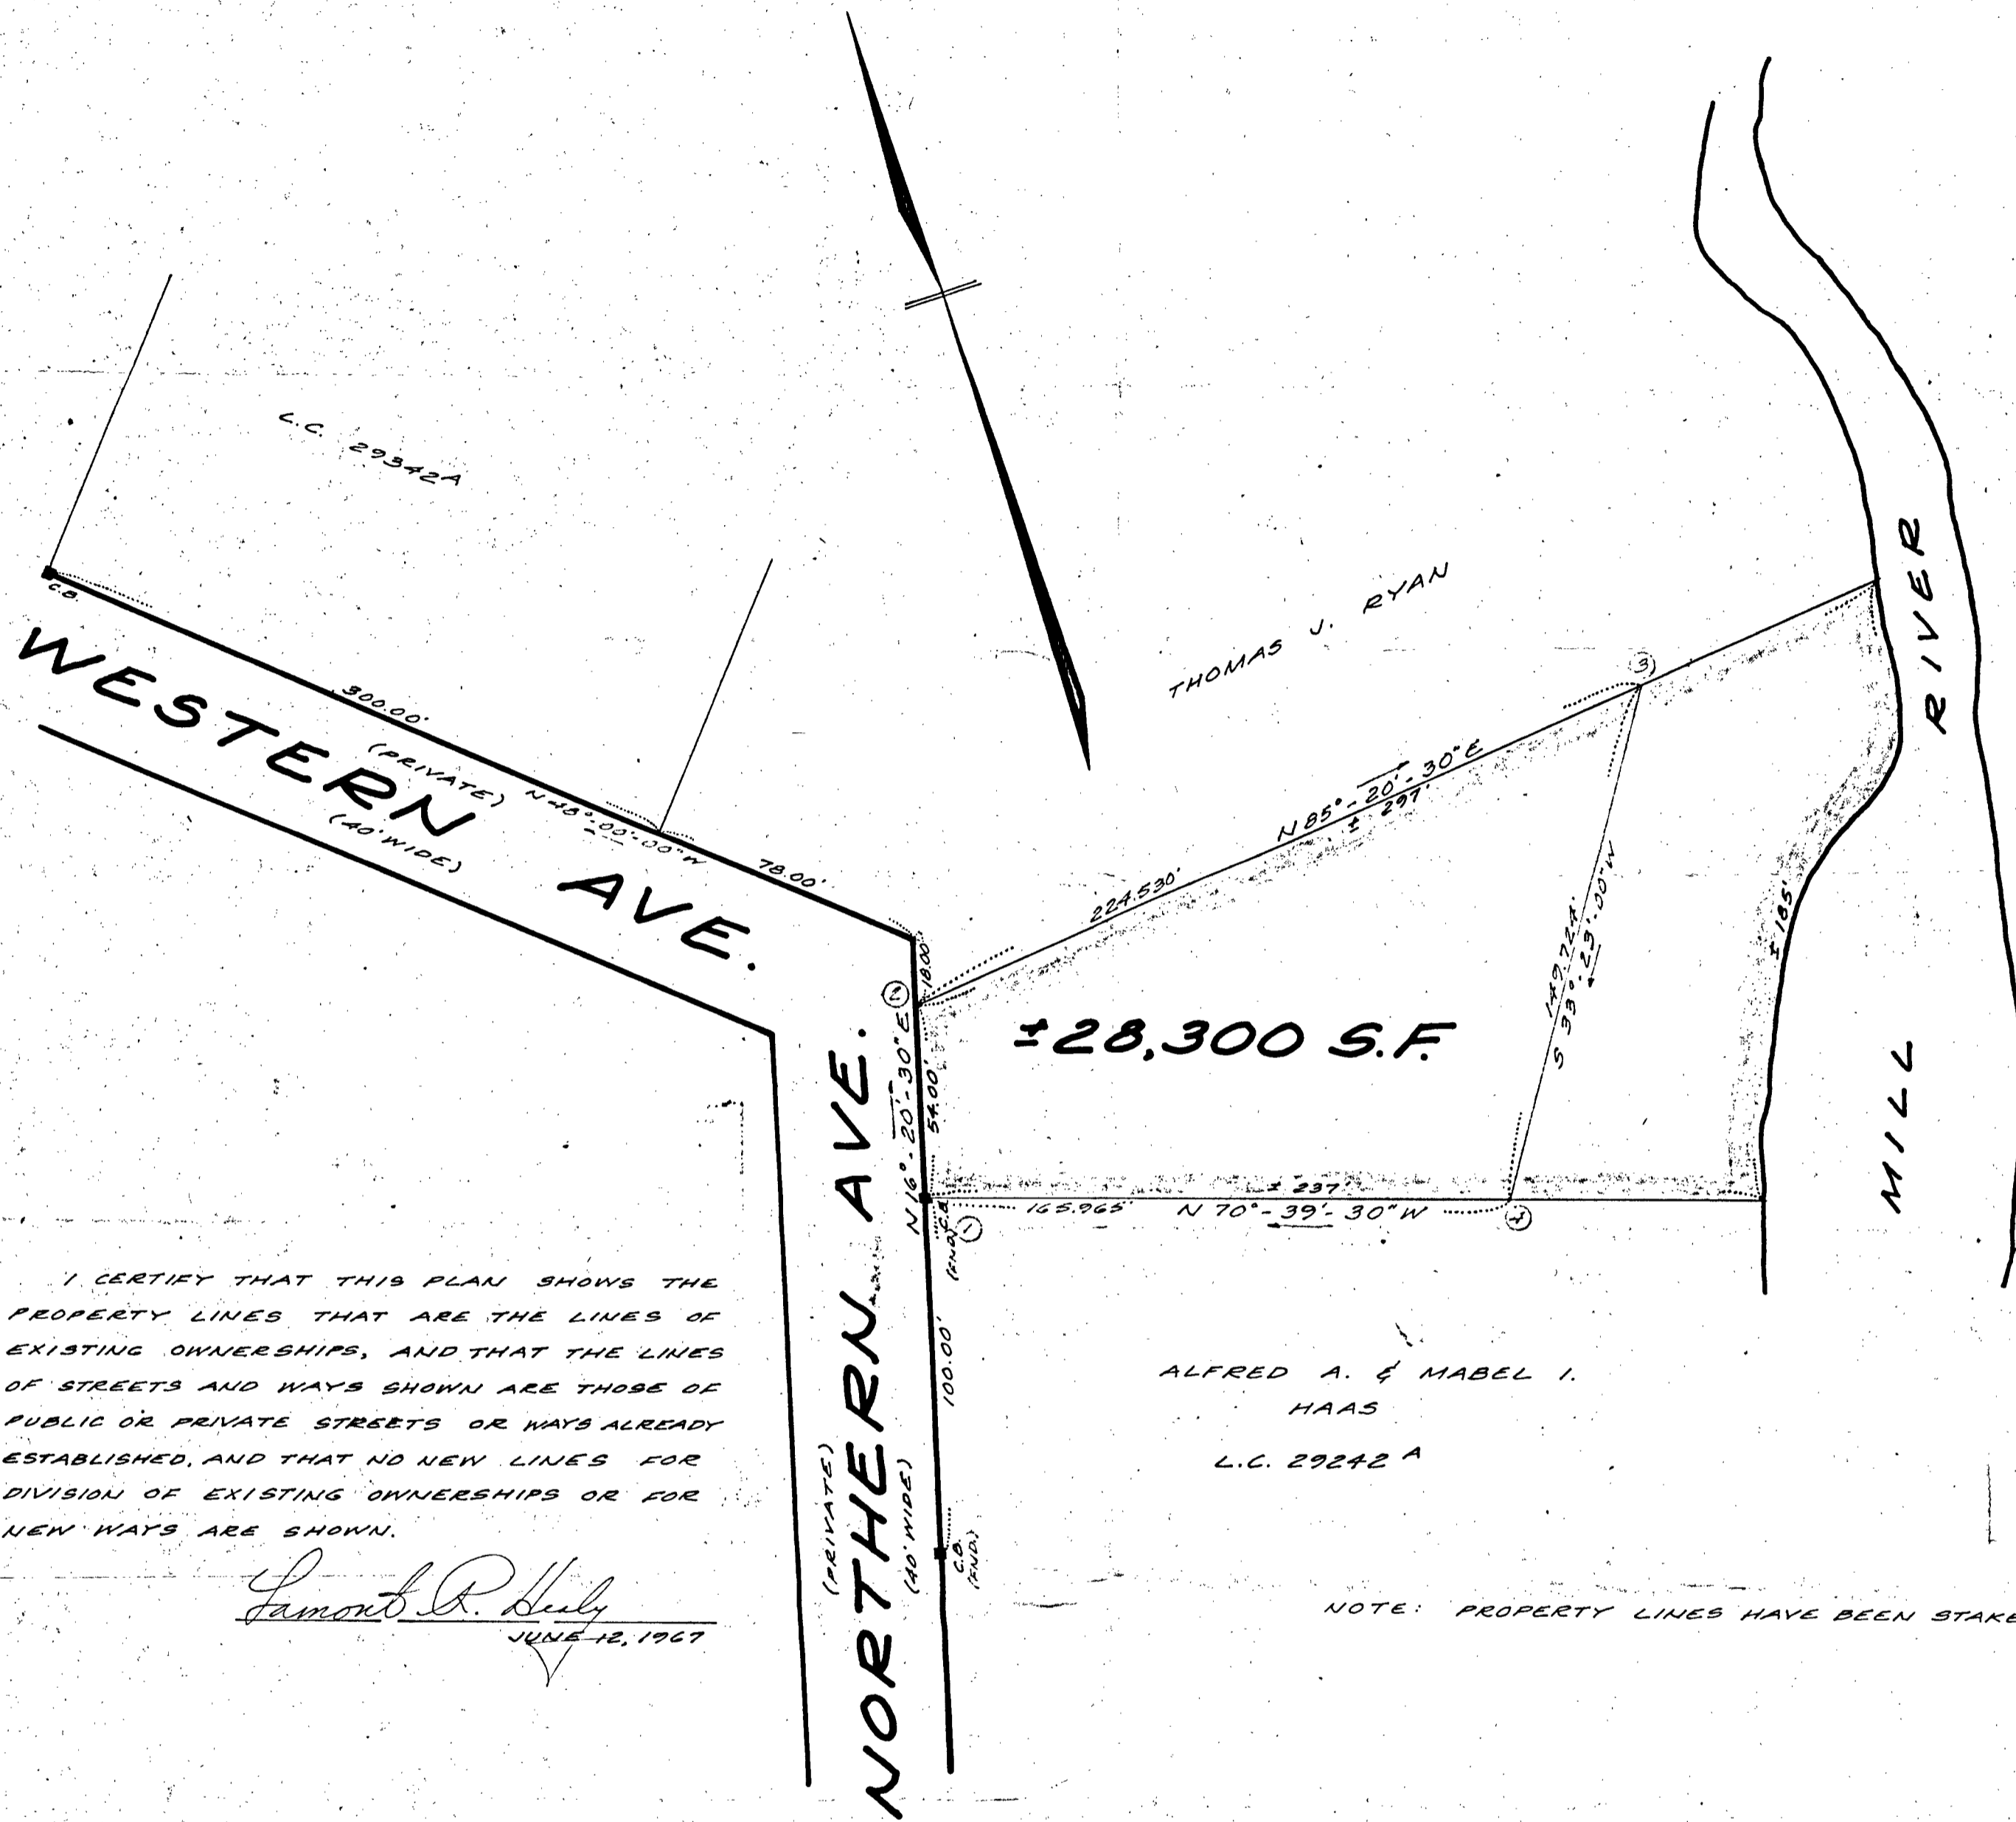 L.C. 29342A
C.B.
WESTERN AVE.
300.00'
(PRIVATE)
N 48°-00'-00" W
(40' WIDE)
78.00'
THOMAS J. RYAN
3
N 85°-20'-30" E
± 297'
224.530'
149.724'
S 33°-23'-00" W
± 185'
MILL RIVER
18.00'
2
N 16°-20'-30" E
54.00'
±28,300 S.F.
± 237'
165.965'
N 70°-39'-30" W
4
1
C.B.
(FND.)
100.00'
NORTHERN AVE.
(PRIVATE)
(40' WIDE)
C.B.
(FND.)
ALFRED A. & MABEL I.
HAAS
L.C. 29242 A
I CERTIFY THAT THIS PLAN SHOWS THE
PROPERTY LINES THAT ARE THE LINES OF
EXISTING OWNERSHIPS, AND THAT THE LINES
OF STREETS AND WAYS SHOWN ARE THOSE OF
PUBLIC OR PRIVATE STREETS OR WAYS ALREADY
ESTABLISHED, AND THAT NO NEW LINES FOR
DIVISION OF EXISTING OWNERSHIPS OR FOR
NEW WAYS ARE SHOWN.
Lamont R. Healy
JUNE 12, 1967
NOTE: PROPERTY LINES HAVE BEEN STAKE